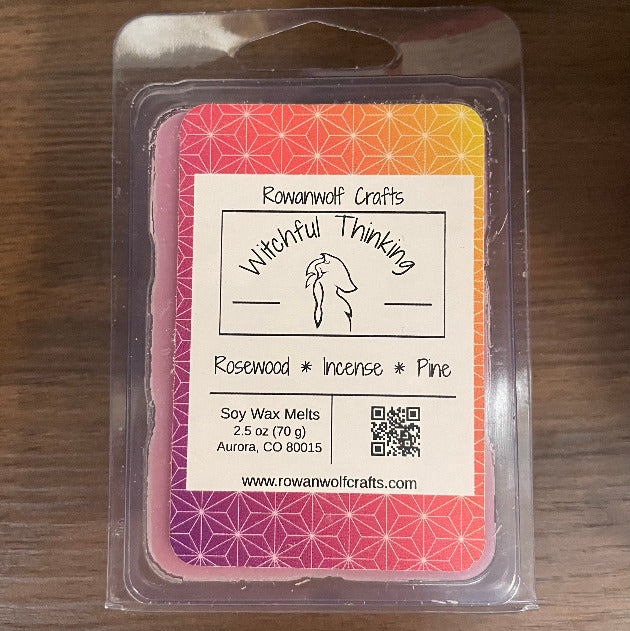 Rowanwolf Crafts
Witchful Thinking
Rosewood * Incense * Pine
Soy Wax Melts
2.5 oz (70 g)
Aurora, CO 80015
www.rowanwolfcrafts.com